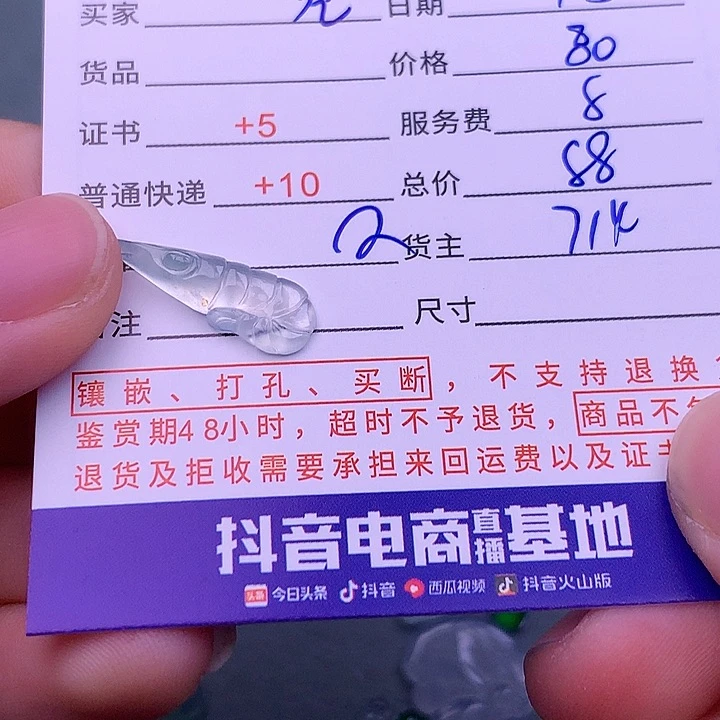 买家 日期
货品 价格 80
证书 +5 服务费 8
普通快递 +10 总价 88
2 货主 714
注 尺寸
镶嵌、打孔、买断，不支持退换
鉴赏期48小时，超时不予退货，商品不
退货及拒收需要承担来回运费以及证
抖音电商直播基地
头条 今日头条 抖音 西瓜视频 抖音火山版